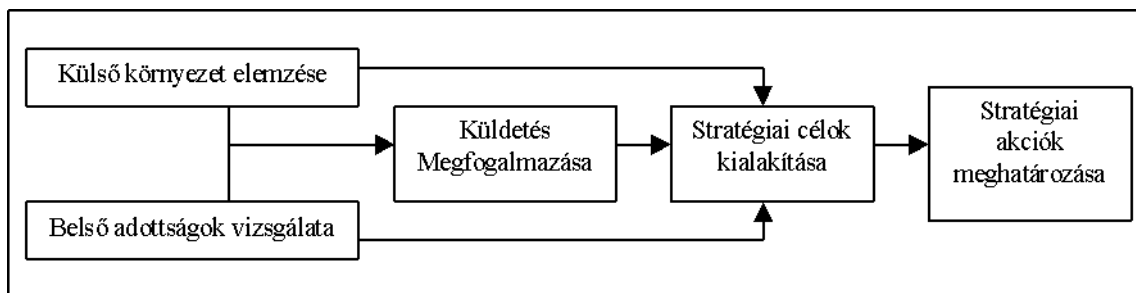 Külső környezet elemzése
Küldetés
Megfogalmazása
Stratégiai célok
kialakítása
Stratégiai
akciók
meghatározása
Belső adottságok vizsgálata